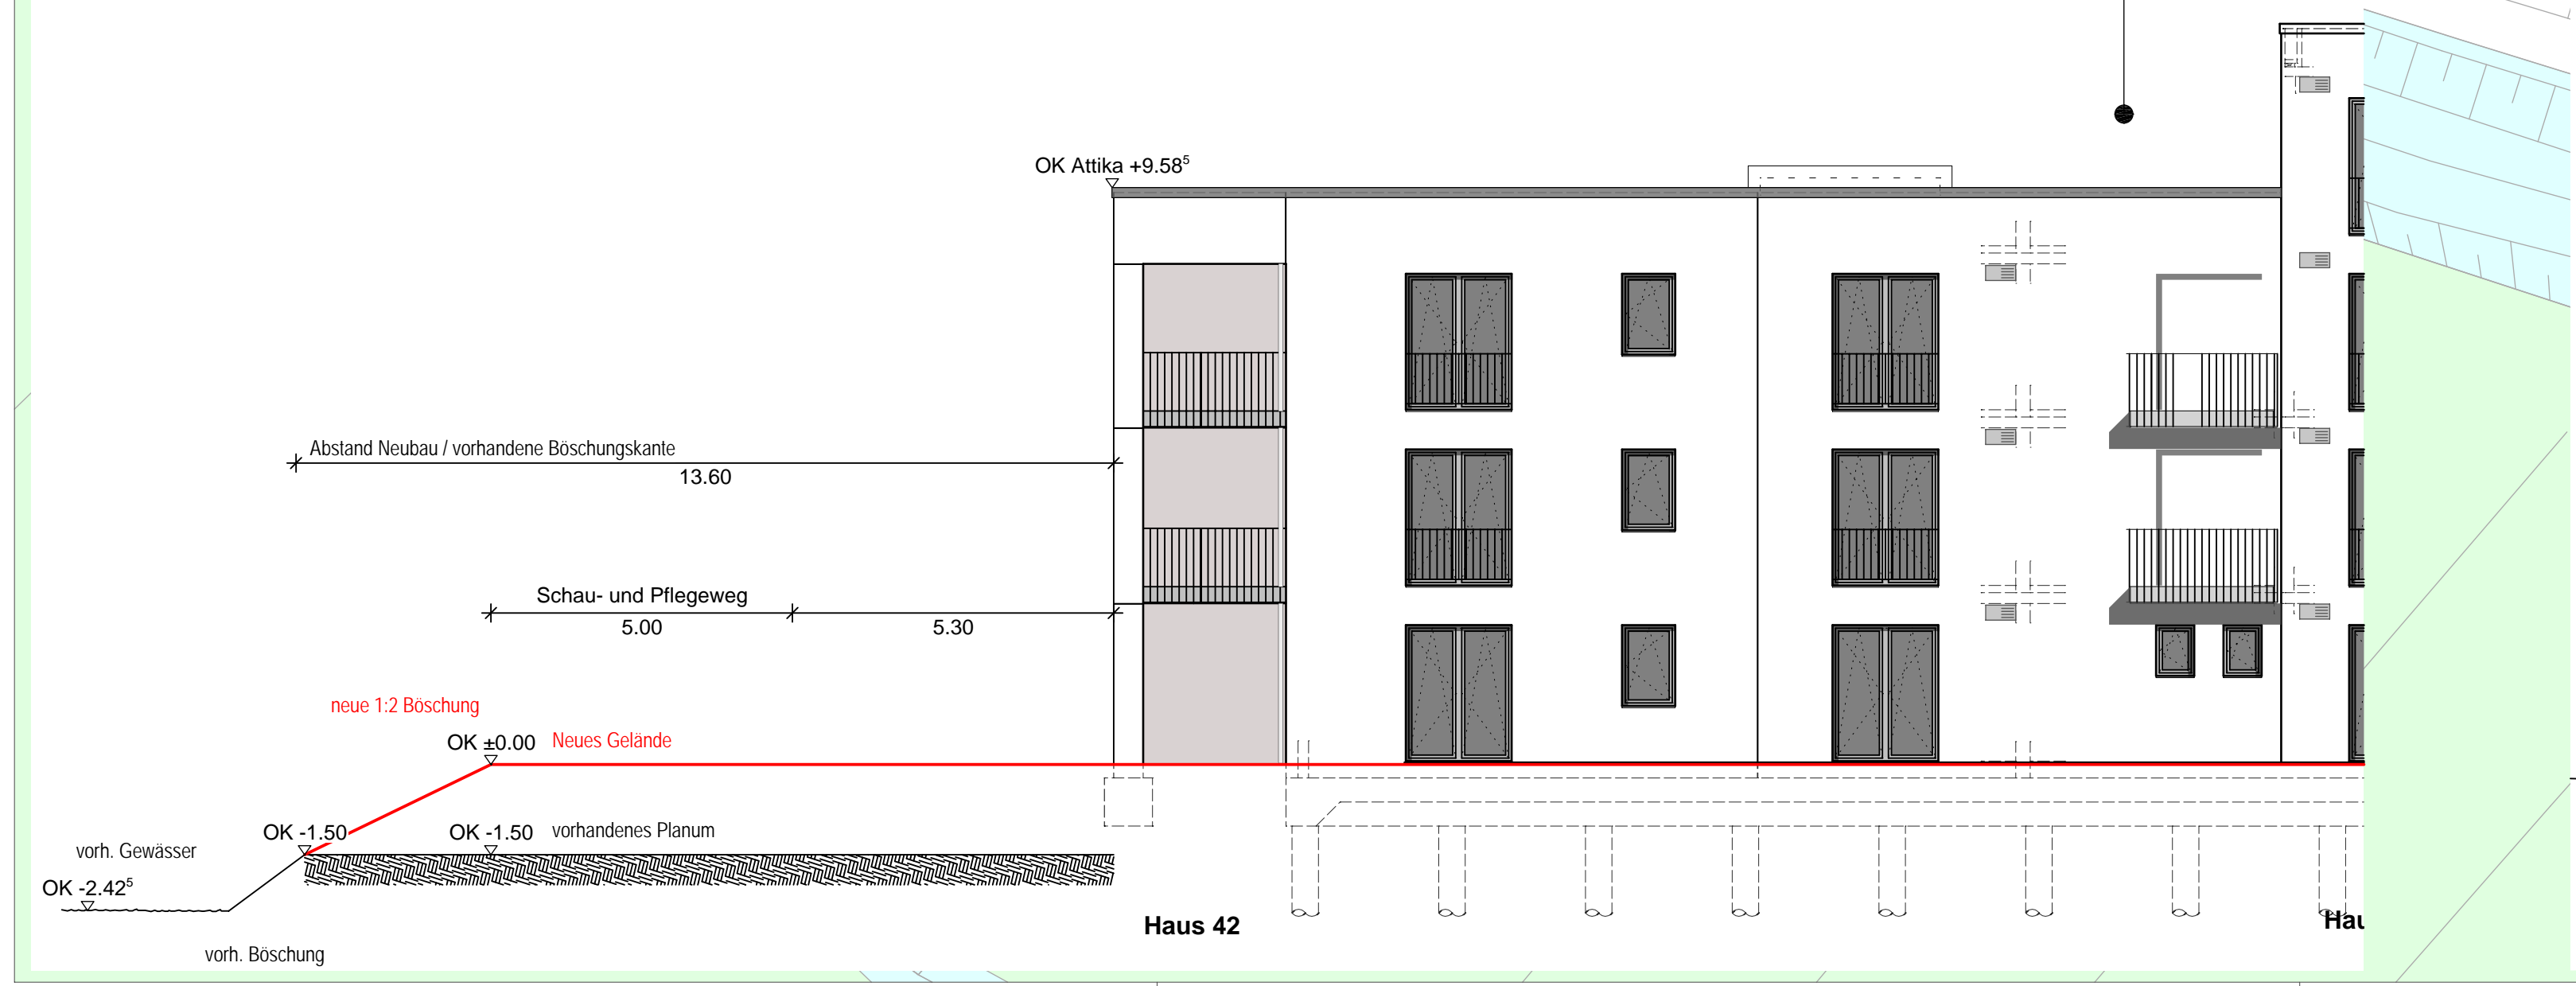 OK Attika +9.58⁵
Abstand Neubau / vorhandene Böschungskante
13.60
Schau- und Pflegeweg
5.00
5.30
neue 1:2 Böschung
OK ±0.00
Neues Gelände
OK -1.50
OK -1.50
vorhandenes Planum
vorh. Gewässer
OK -2.42⁵
Haus 42
Hau
vorh. Böschung